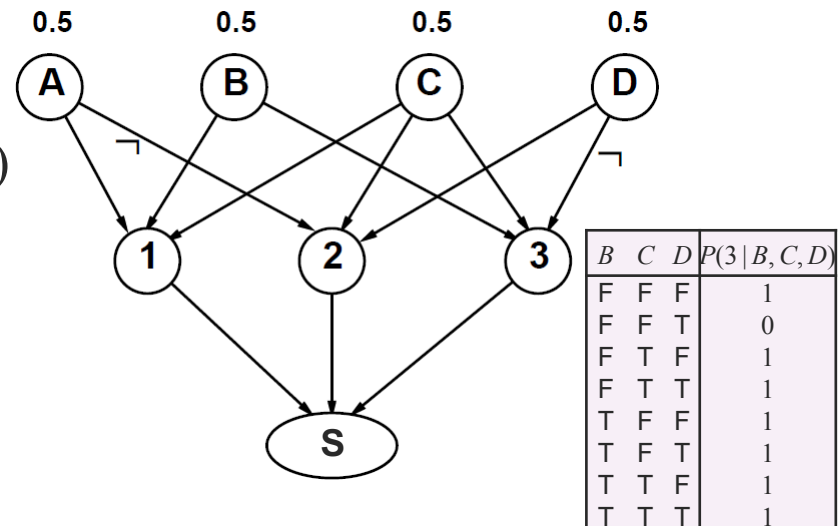 0.5 0.5 0.5 0.5
A B C D
¬ ¬
)
1 2 3
B C D P(3 | B, C, D)
F F F 1
F F T 0
F T F 1
F T T 1
T F F 1
T F T 1
T T F 1
T T T 1
S